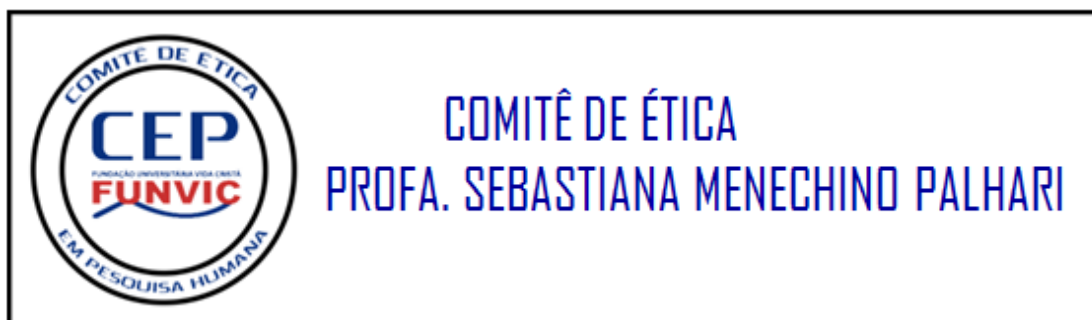 COMITÊ DE ÉTICA
CEP
FUNDAÇÃO UNIVERSITÁRIA VIDA CRISTÃ
FUNVIC
EM PESQUISA HUMANA
COMITÊ DE ÉTICA
PROFA. SEBASTIANA MENECHINO PALHARI